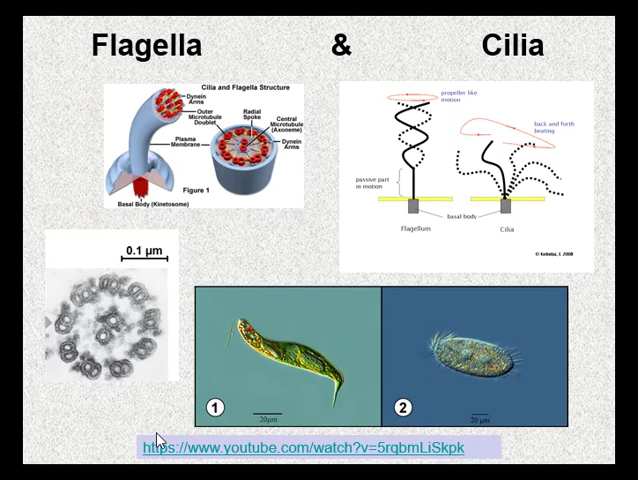 Flagella & Cilia
Cilia and Flagella Structure
Dynein
Arms
Outer
Microtubule
Doublet
Radial
Spoke
Central
Microtubule
(Axoneme)
Dynein
Arms
Plasma
Membrane
Figure 1
Basal Body (Kinetosome)
propeller like
motion
back and forth
beating
passive part
in motion
basal body
Flagellum
Cilia
0.1 µm
1
20µm
2
20 µm
https://www.youtube.com/watch?v=5rqbmLiSkpk